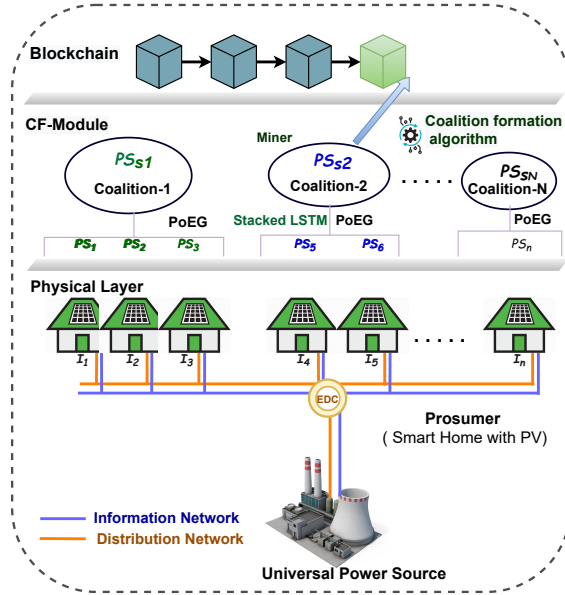 Blockchain
CF-Module
Miner
Coalition formation
algorithm
PSs1
Coalition-1
PSs2
Coalition-2
. . . . .
PSSN
Coalition-N
PoEG
Stacked LSTM
PoEG
PoEG
PS1 PS2 PS3
PS5 PS6
PSn
Physical Layer
I1 I2 I3 I4 I5 . . . . . In
EDC
Prosumer
( Smart Home with PV)
Information Network
Distribution Network
Universal Power Source